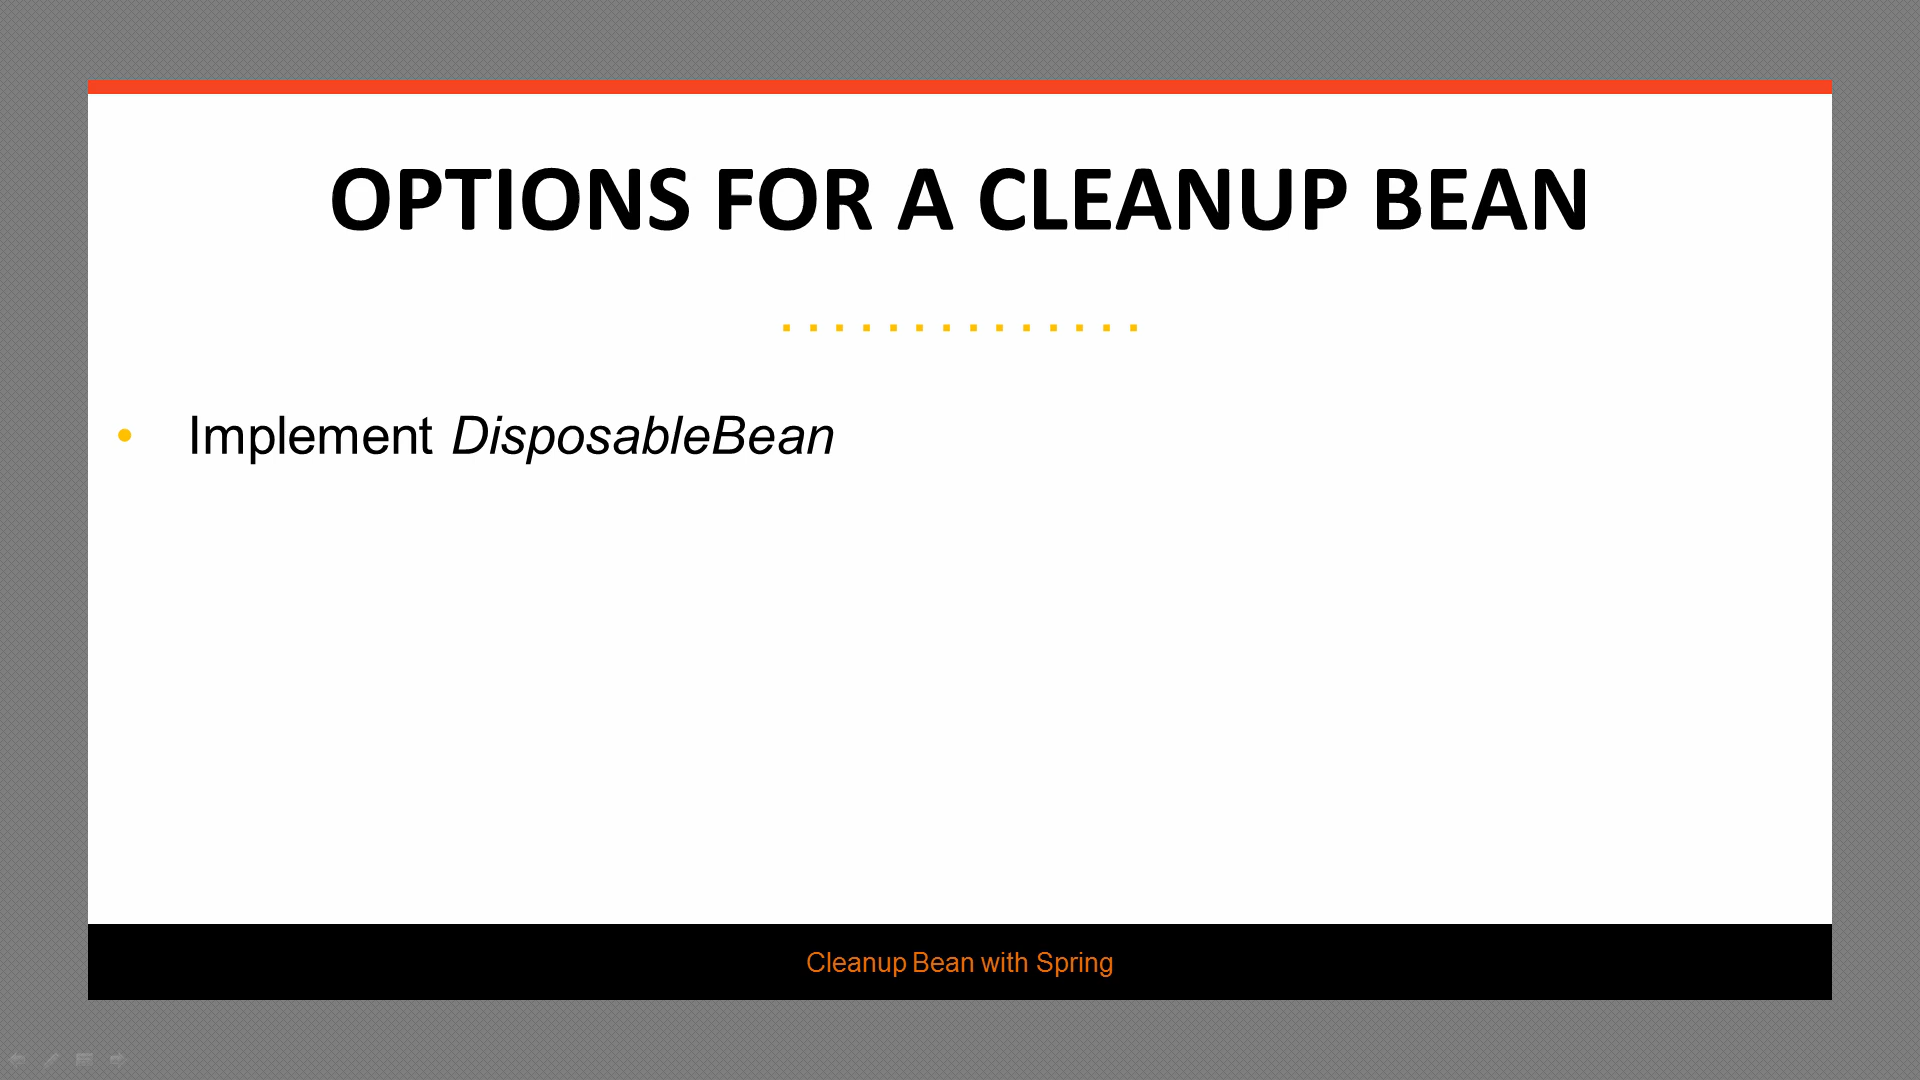 OPTIONS FOR A CLEANUP BEAN
• Implement DisposableBean
Cleanup Bean with Spring